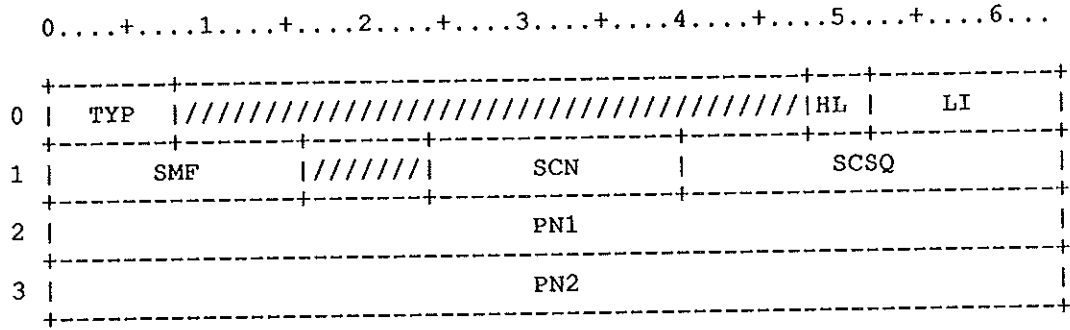 0....+....1....+....2....+....3....+....4....+....5....+....6...
+-------+---------------------------------------+---+-----------+
0 | TYP |///////////////////////////////////////|HL | LI |
+-------+-------+-------+---------------+-------+---+-----------+
1 | SMF |///////| SCN | SCSQ |
+---------------+-------+---------------+-----------------------+
2 | PN1 |
+---------------------------------------------------------------+
3 | PN2 |
+---------------------------------------------------------------+